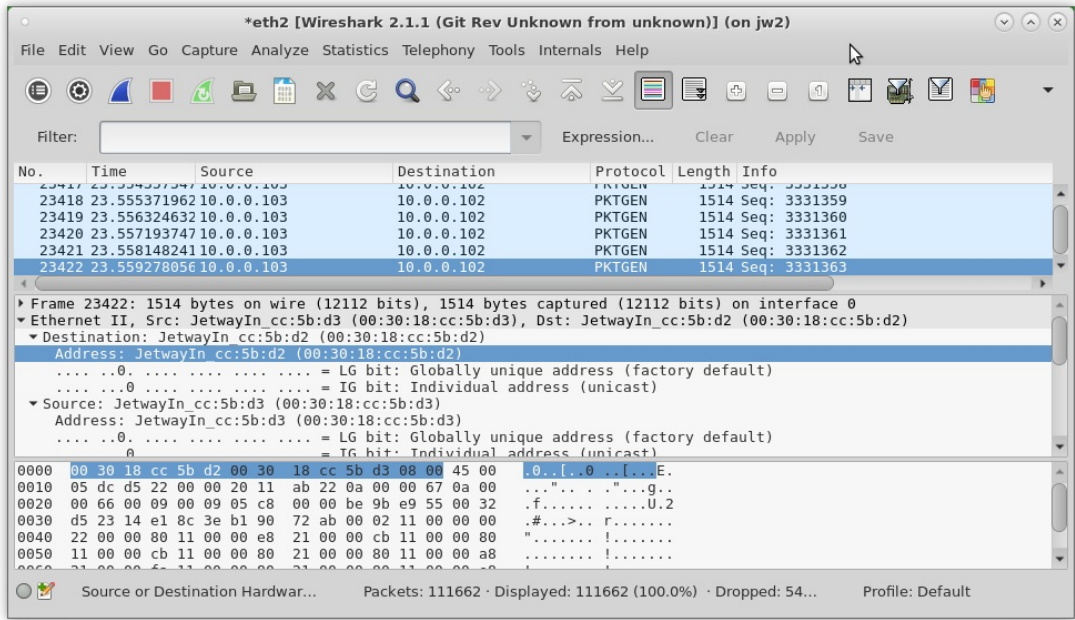 *eth2 [Wireshark 2.1.1 (Git Rev Unknown from unknown)] (on jw2)
File Edit View Go Capture Analyze Statistics Telephony Tools Internals Help
Filter: Expression... Clear Apply Save
No. Time Source Destination Protocol Length Info
23418 23.555371962 10.0.0.103 10.0.0.102 PKTGEN 1514 Seq: 3331359
23419 23.556324632 10.0.0.103 10.0.0.102 PKTGEN 1514 Seq: 3331360
23420 23.557193747 10.0.0.103 10.0.0.102 PKTGEN 1514 Seq: 3331361
23421 23.558148241 10.0.0.103 10.0.0.102 PKTGEN 1514 Seq: 3331362
23422 23.559278056 10.0.0.103 10.0.0.102 PKTGEN 1514 Seq: 3331363
Frame 23422: 1514 bytes on wire (12112 bits), 1514 bytes captured (12112 bits) on interface 0
Ethernet II, Src: JetwayIn_cc:5b:d3 (00:30:18:cc:5b:d3), Dst: JetwayIn_cc:5b:d2 (00:30:18:cc:5b:d2)
Destination: JetwayIn_cc:5b:d2 (00:30:18:cc:5b:d2)
Address: JetwayIn_cc:5b:d2 (00:30:18:cc:5b:d2)
.... ..0. .... .... .... .... = LG bit: Globally unique address (factory default)
.... ...0 .... .... .... .... = IG bit: Individual address (unicast)
Source: JetwayIn_cc:5b:d3 (00:30:18:cc:5b:d3)
Address: JetwayIn_cc:5b:d3 (00:30:18:cc:5b:d3)
.... ..0. .... .... .... .... = LG bit: Globally unique address (factory default)
.... ...0 .... .... .... .... = IG bit: Individual address (unicast)
0000 00 30 18 cc 5b d2 00 30 18 cc 5b d3 08 00 45 00 .0..[..0 ..[...E.
0010 05 dc d5 22 00 00 20 11 ab 22 0a 00 00 67 0a 00 ...".. . ."...g..
0020 00 66 00 09 00 09 05 c8 00 00 be 9b e9 55 00 32 .f...... .....U.2
0030 d5 23 14 e1 8c 3e b1 90 72 ab 00 02 11 00 00 00 .#...>.. r.......
0040 22 00 00 80 11 00 00 e8 21 00 00 cb 11 00 00 80 "....... !.......
0050 11 00 00 cb 11 00 00 80 21 00 00 80 11 00 00 a8 ........ !.......
Source or Destination Hardwar... Packets: 111662 · Displayed: 111662 (100.0%) · Dropped: 54... Profile: Default